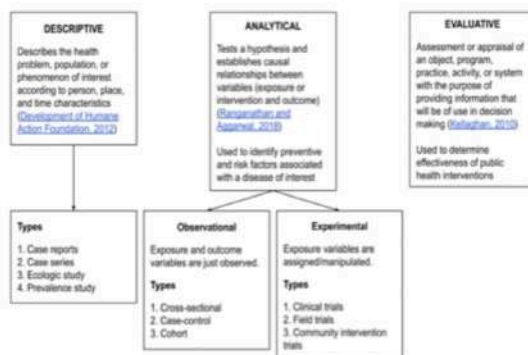 DESCRIPTIVE
Describes the health
problem, population, or
phenomenon of interest
according to person, place,
and time characteristics
(Development of Humane
Action Foundation, 2012)
ANALYTICAL
Tests a hypothesis and
establishes causal
relationships between
variables (exposure or
intervention and outcome)
(Ranganathan and
Aggarwal, 2018)
Used to identify preventive
and risk factors associated
with a disease of interest
EVALUATIVE
Assessment or appraisal of
an object, program,
practice, activity, or system
with the purpose of
providing information that
will be of use in decision
making (Kellaghan, 2010)
Used to determine
effectiveness of public
health interventions
Types
1. Case reports
2. Case series
3. Ecologic study
4. Prevalence study
Observational
Exposure and outcome
variables are just observed.
Types
1. Cross-sectional
2. Case-control
3. Cohort
Experimental
Exposure variables are
assigned/manipulated.
Types
1. Clinical trials
2. Field trials
3. Community intervention
trials